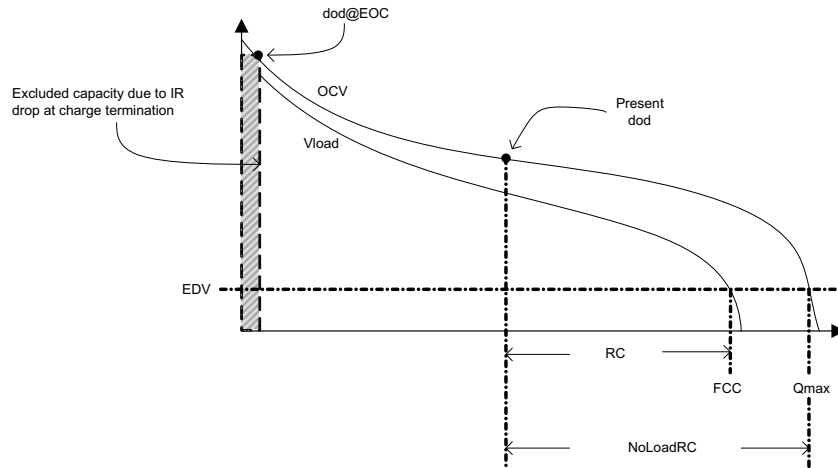 dod@EOC
Excluded capacity due to IR
drop at charge termination
OCV
Present
dod
Vload
EDV
RC
FCC
Qmax
NoLoadRC